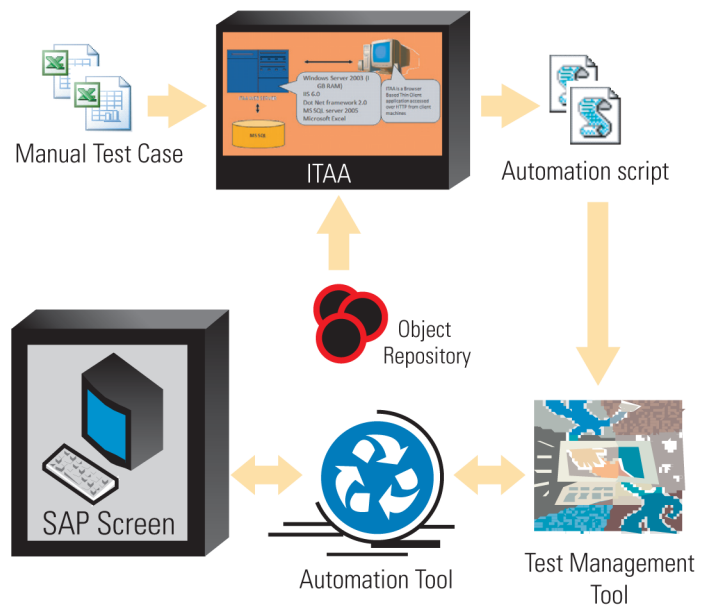 Manual Test Case
Windows Server 2003 (I
GB RAM)
IIS 6.0
Dot Net framework 2.0
MS SQL server 2005
Microsoft Excel
ITAA is a Browser
Based Thin Client
application accessed
over HTTP from client
machines
MS SQL
ITAA
Automation script
Object
Repository
SAP Screen
Automation Tool
Test Management
Tool